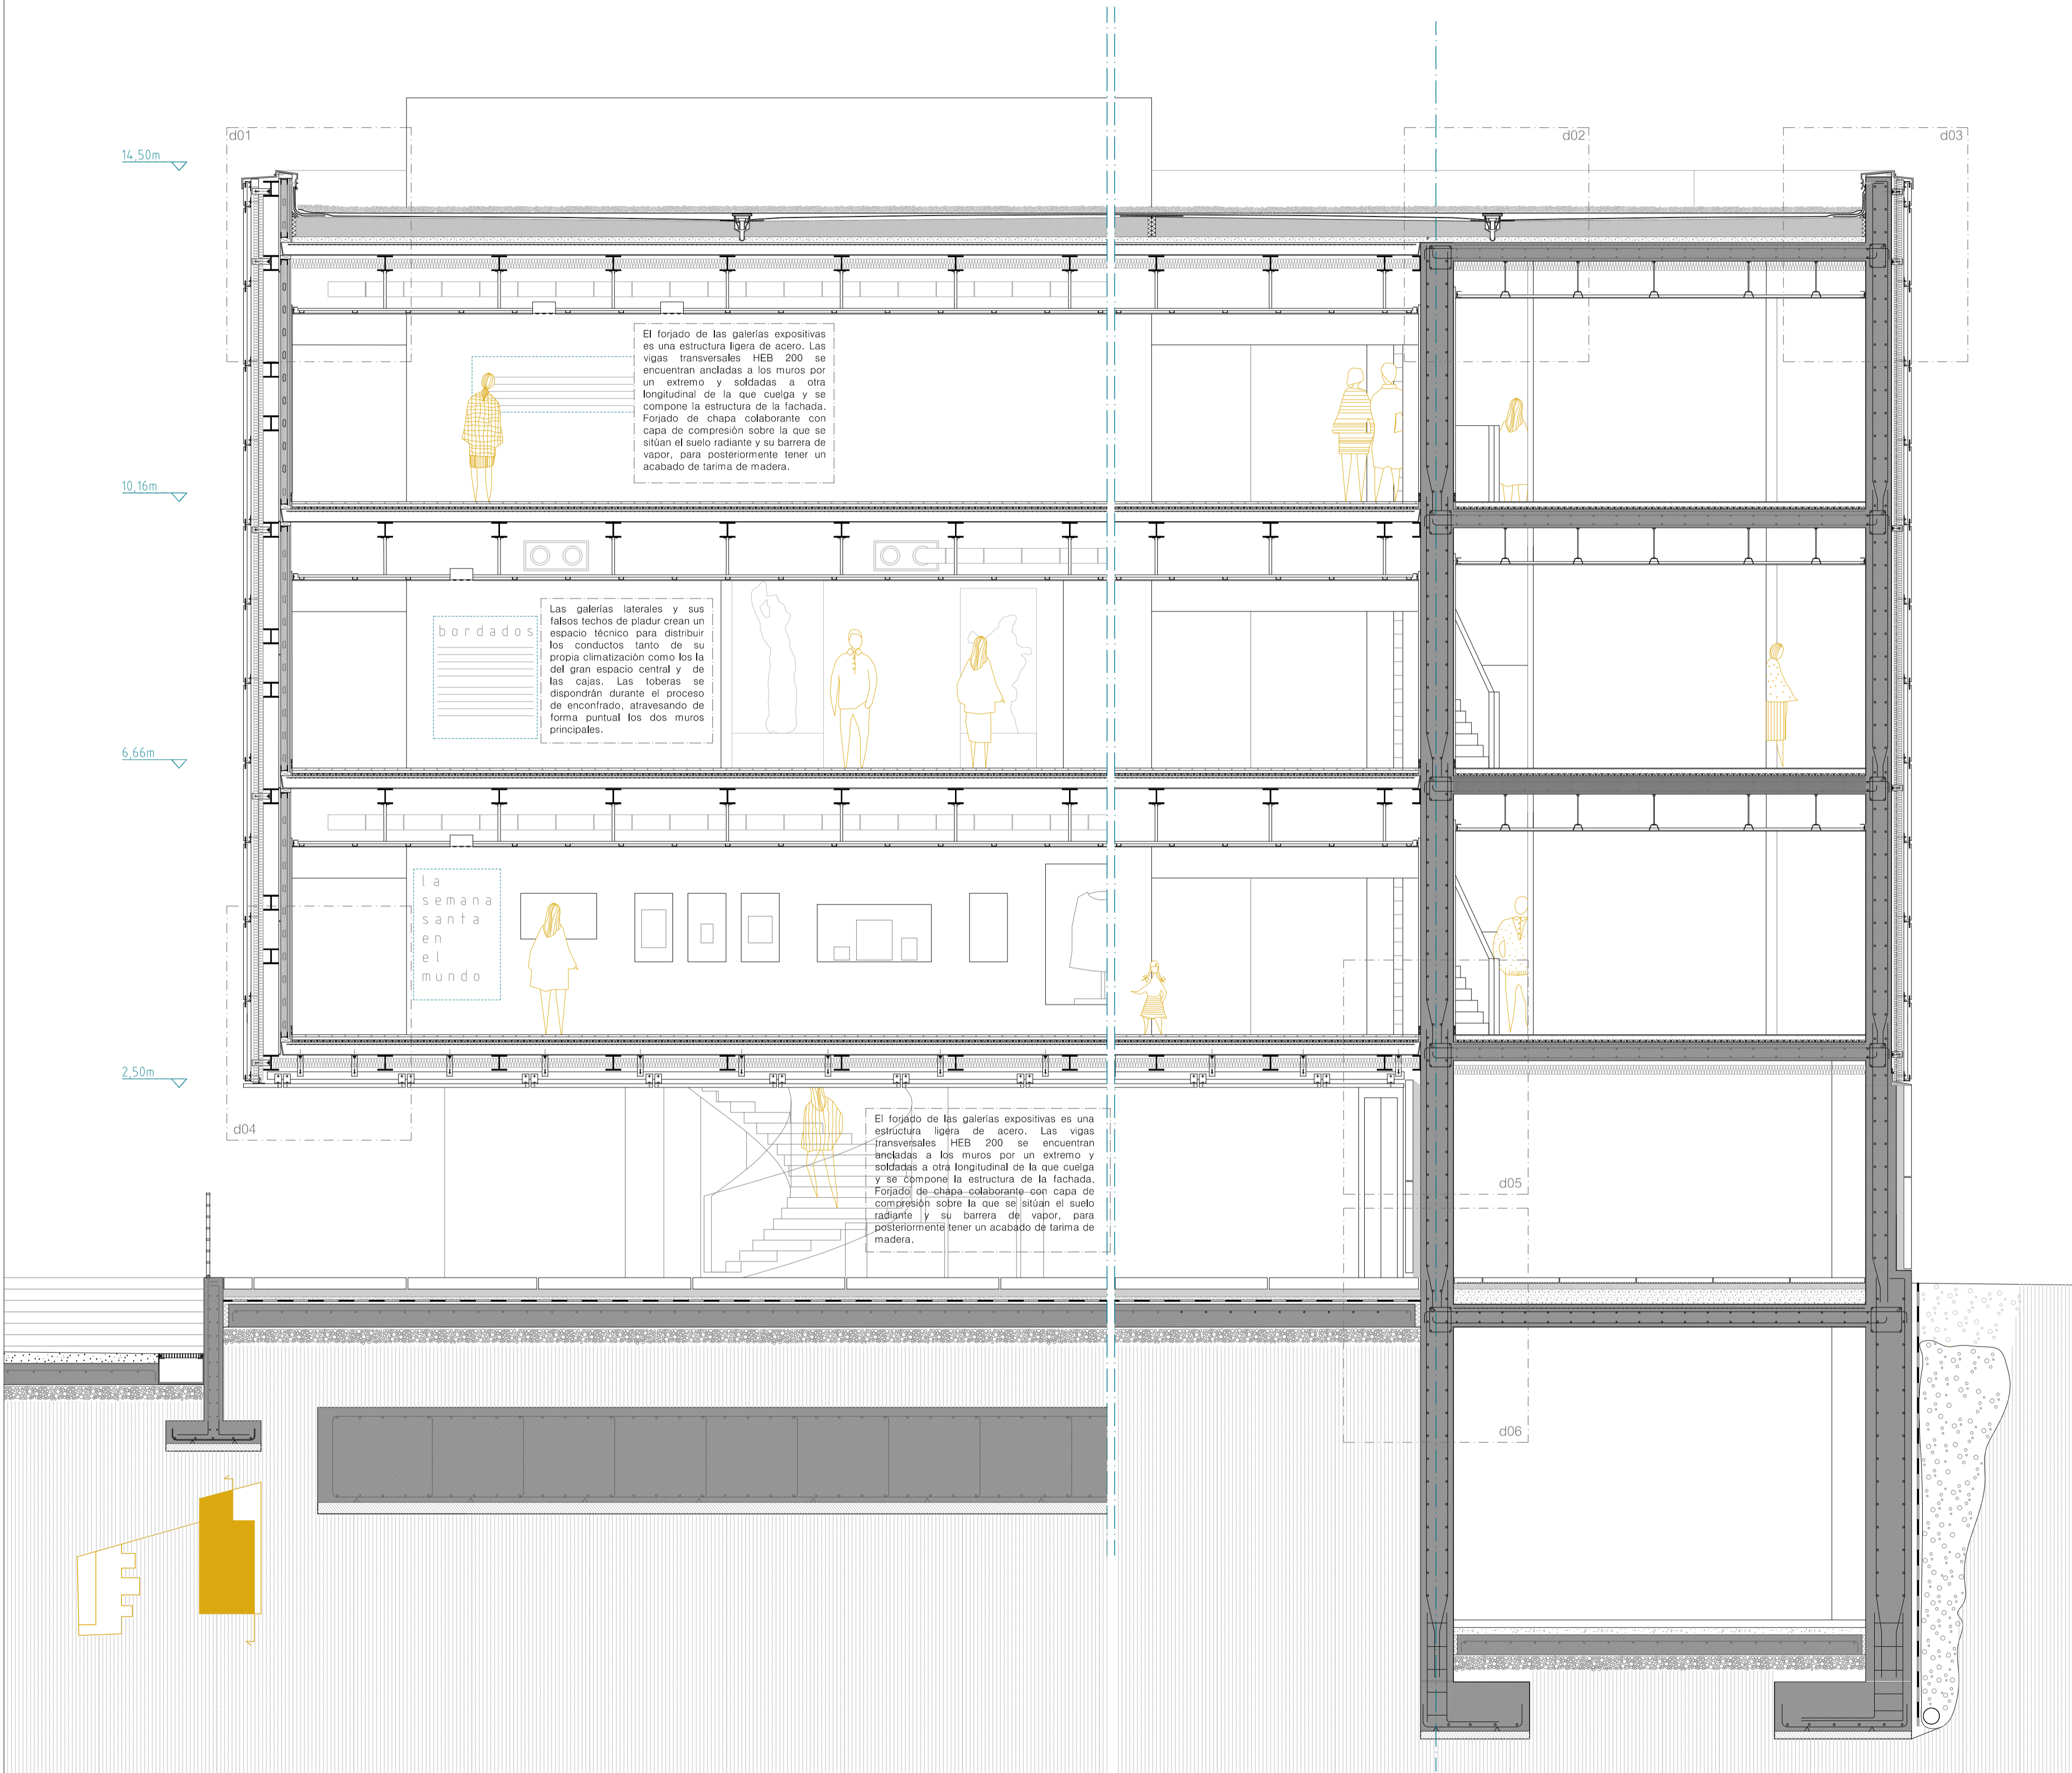 d01
d02
d03
14,50m
El forjado de las galerías expositivas
es una estructura ligera de acero. Las
vigas transversales HEB 200 se
encuentran ancladas a los muros por
un extremo y soldadas a otra
longitudinal de la que cuelga y se
compone la estructura de la fachada.
Forjado de chapa colaborante con
capa de compresión sobre la que se
sitúan el suelo radiante y su barrera de
vapor, para posteriormente tener un
acabado de tarima de madera.
10,16m
bordados
Las galerías laterales y sus
falsos techos de pladur crean un
espacio técnico para distribuir
los conductos tanto de su
propia climatización como los la
del gran espacio central y de
las cajas. Las toberas se
dispondrán durante el proceso
de enconfrado, atravesando de
forma puntual los dos muros
principales.
6,66m
la
semana
santa
en
el
mundo
2,50m
d04
El forjado de las galerías expositivas es una
estructura ligera de acero. Las vigas
transversales HEB 200 se encuentran
ancladas a los muros por un extremo y
soldadas a otra longitudinal de la que cuelga
y se compone la estructura de la fachada.
Forjado de chapa colaborante con capa de
compresión sobre la que se sitúan el suelo
radiante y su barrera de vapor, para
posteriormente tener un acabado de tarima de
madera.
d05
d06